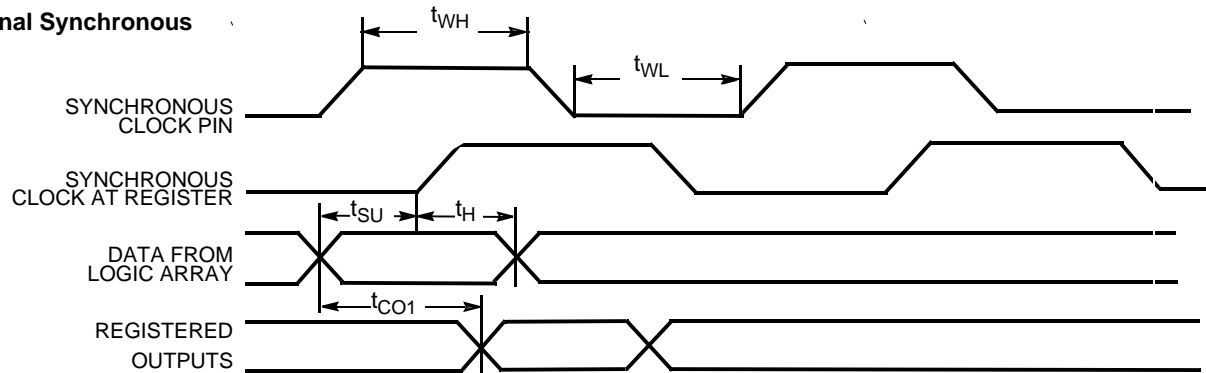 nal Synchronous
tWH
tWL
SYNCHRONOUS
CLOCK PIN
SYNCHRONOUS
CLOCK AT REGISTER
tSU
tH
DATA FROM
LOGIC ARRAY
tCO1
REGISTERED
OUTPUTS